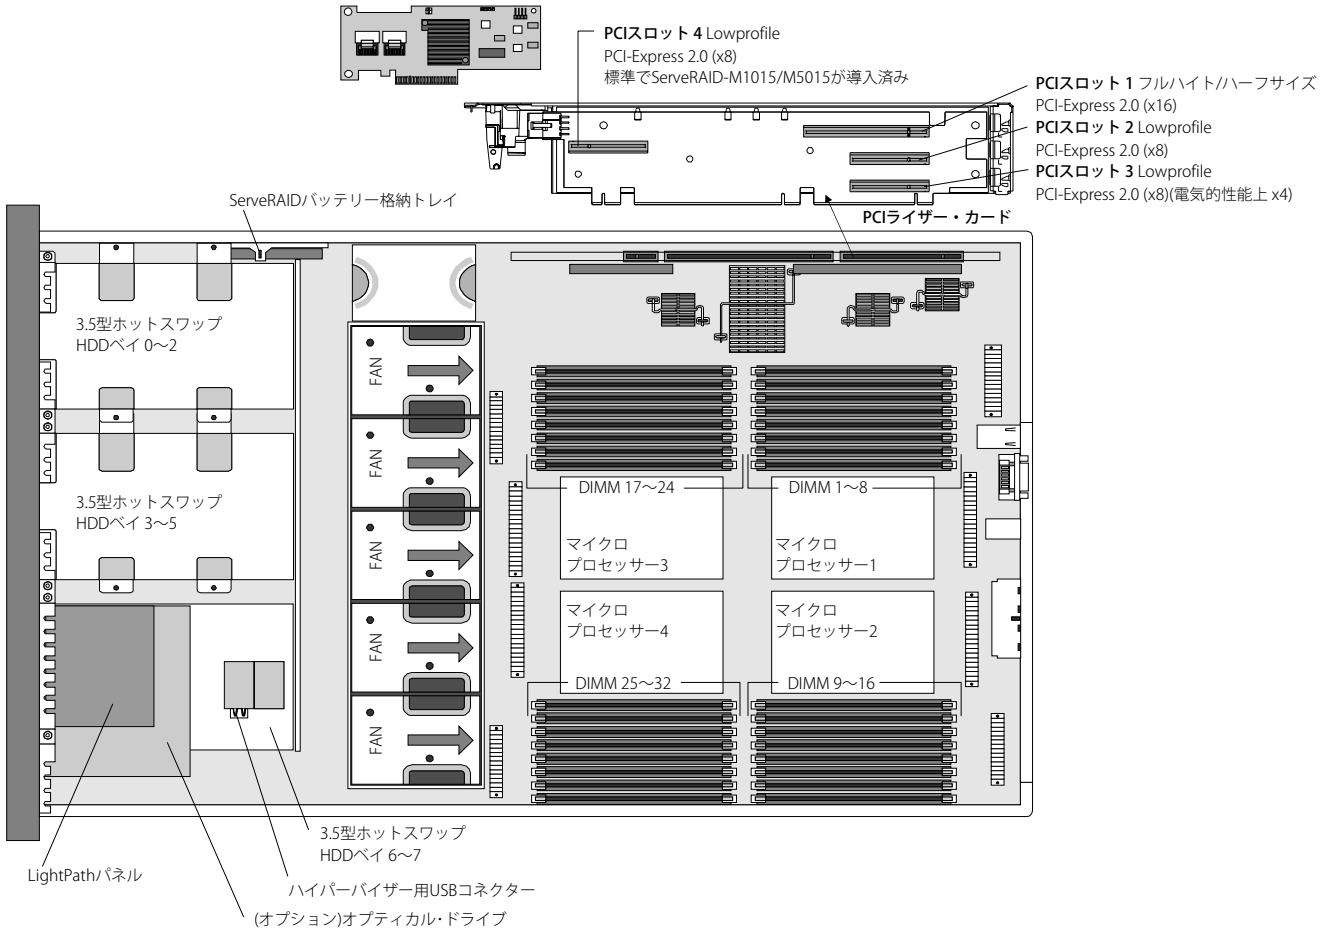 PCIスロット 4 Lowprofile
PCI-Express 2.0 (x8)
標準でServeRAID-M1015/M5015が導入済み
PCIスロット 1 フルハイト/ハーフサイズ
PCI-Express 2.0 (x16)
PCIスロット 2 Lowprofile
PCI-Express 2.0 (x8)
PCIスロット 3 Lowprofile
PCI-Express 2.0 (x8)(電気的性能上 x4)
PCIライザー・カード
ServeRAIDバッテリー格納トレイ
3.5型ホットスワップ
HDDベイ 0～2
3.5型ホットスワップ
HDDベイ 3～5
FAN
FAN
FAN
FAN
FAN
DIMM 17～24
DIMM 1～8
マイクロ
プロセッサー3
マイクロ
プロセッサー1
マイクロ
プロセッサー4
マイクロ
プロセッサー2
DIMM 25～32
DIMM 9～16
3.5型ホットスワップ
HDDベイ 6～7
LightPathパネル
ハイパーバイザー用USBコネクター
(オプション)オプティカル・ドライブ